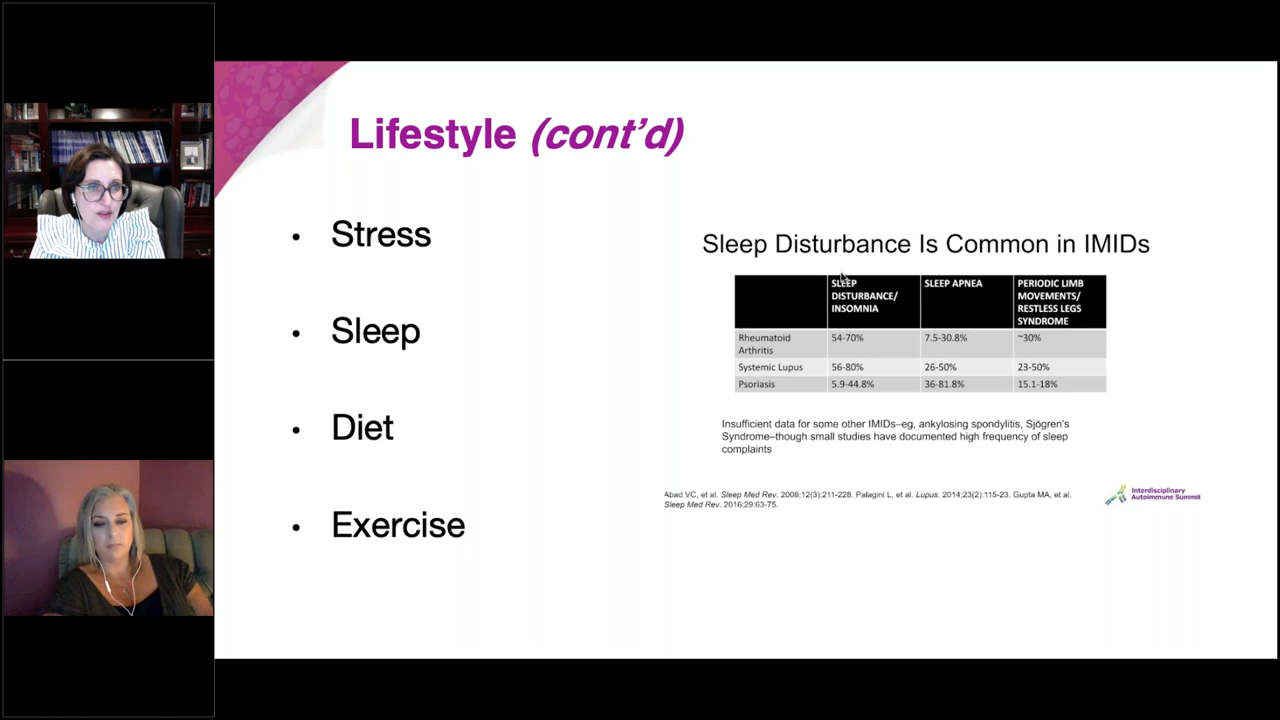 Lifestyle (cont’d)
• Stress
• Sleep
• Diet
• Exercise
Sleep Disturbance Is Common in IMIDs
SLEEP DISTURBANCE/ INSOMNIA
SLEEP APNEA
PERIODIC LIMB MOVEMENTS/ RESTLESS LEGS SYNDROME
Rheumatoid Arthritis 54-70% 7.5-30.8% ~30%
Systemic Lupus 56-80% 26-50% 23-50%
Psoriasis 5.9-44.8% 36-81.8% 15.1-18%
Insufficient data for some other IMIDs–eg, ankylosing spondylitis, Sjögren’s
Syndrome–though small studies have documented high frequency of sleep
complaints
Abad VC, et al. Sleep Med Rev. 2008;12(3):211-228. Palagini L, et al. Lupus. 2014;23(2):115-23. Gupta MA, et al.
Sleep Med Rev. 2016;29:63-75.
Interdisciplinary
Autoimmune Summit